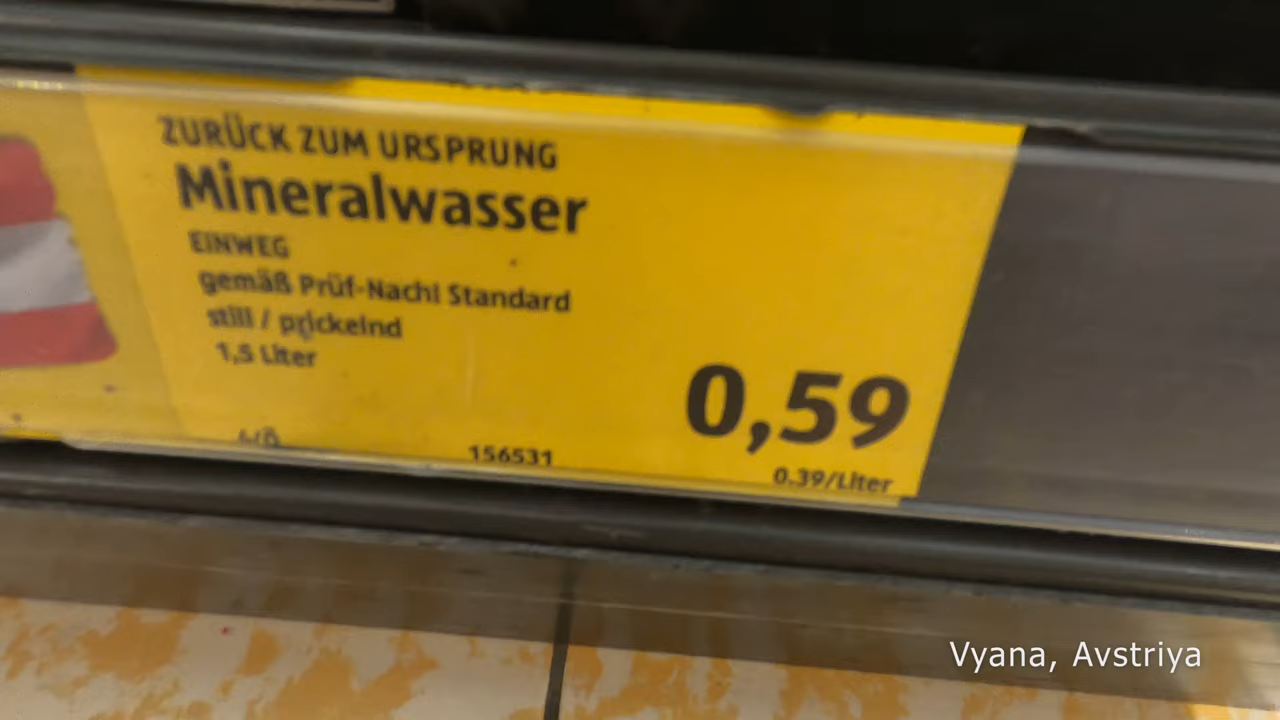 ZURÜCK ZUM URSPRUNG
Mineralwasser
EINWEG
gemäß Prüf-Nach! Standard
still / prickelnd
1,5 Liter
0,59
156531
0.39/Liter
Vyana, Avstriya